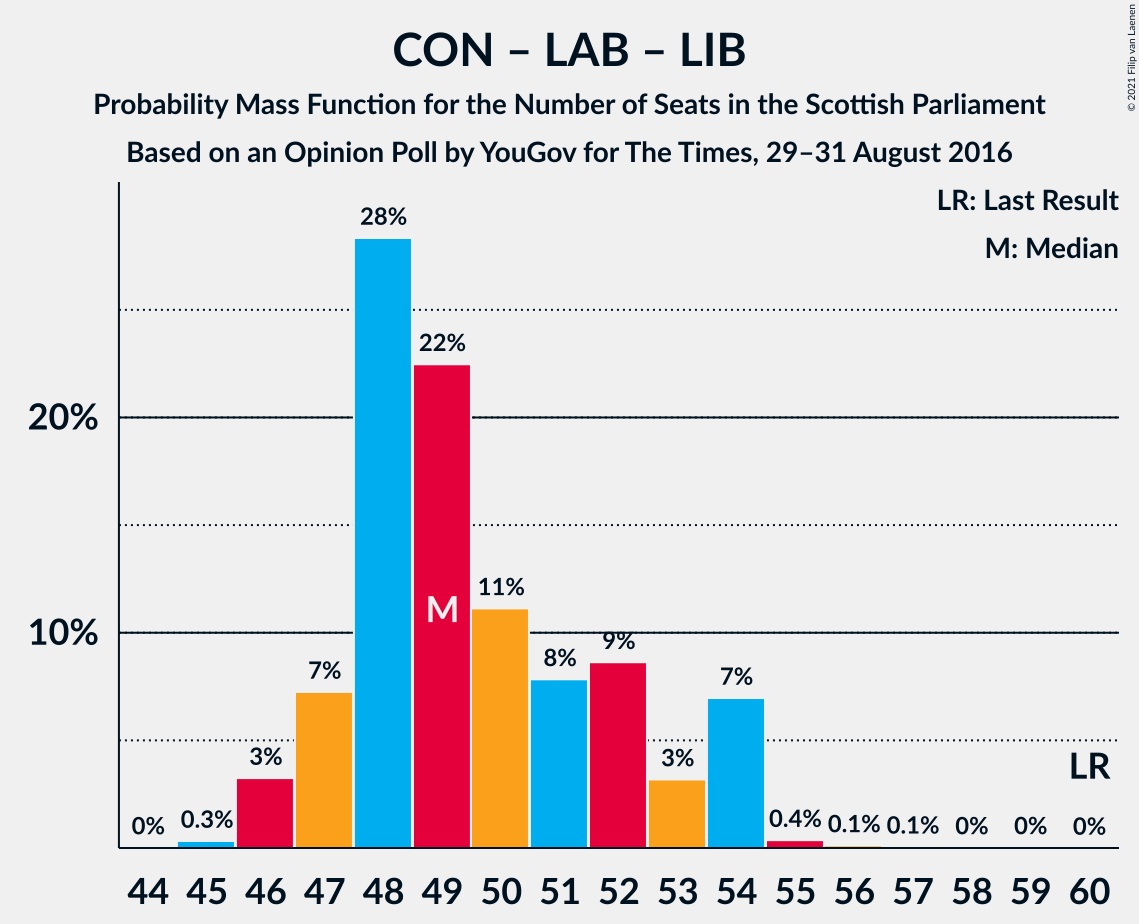 CON – LAB – LIB
Probability Mass Function for the Number of Seats in the Scottish Parliament
Based on an Opinion Poll by YouGov for The Times, 29–31 August 2016
© 2021 Filip van Laenen
LR: Last Result
M: Median
28%
22%
20%
11%
M
10%
9%
8%
7%
7%
3%
3%
LR
0%
0.3%
0.4%
0.1%
0.1%
0%
0%
0%
44 45 46 47 48 49 50 51 52 53 54 55 56 57 58 59 60